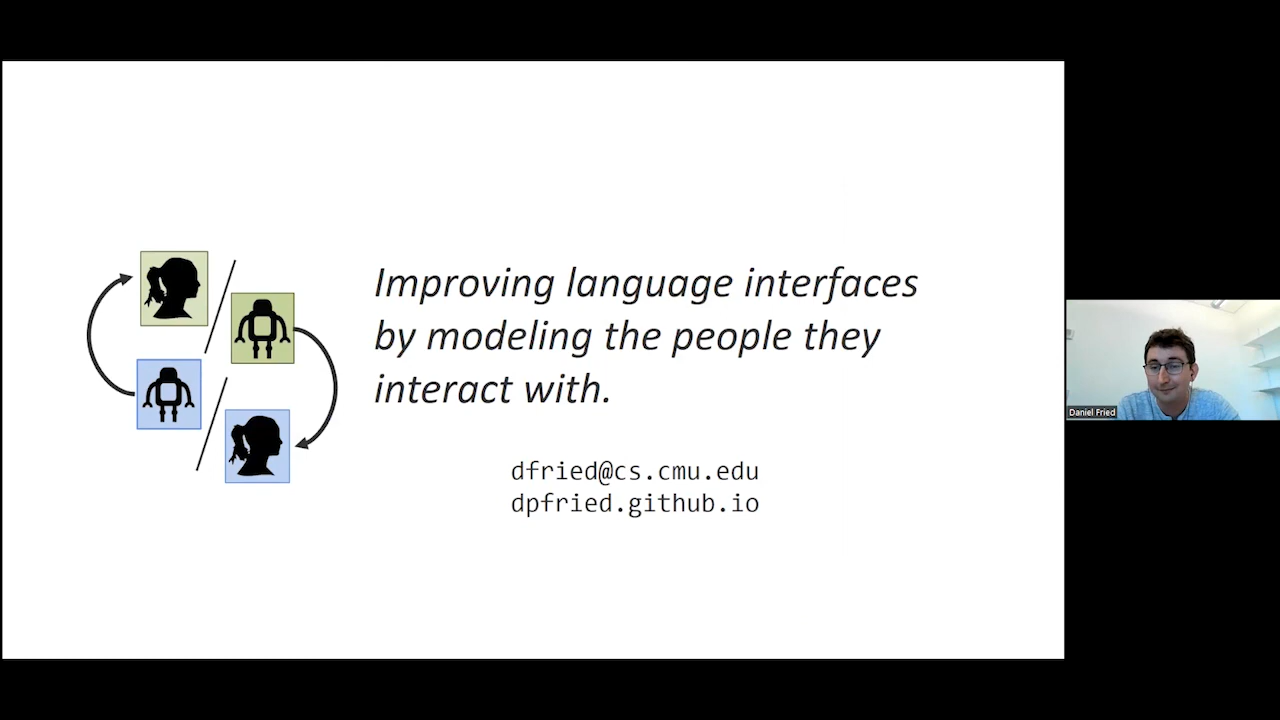 Improving language interfaces
by modeling the people they
interact with.
dfried@cs.cmu.edu
dpfried.github.io
Daniel Fried